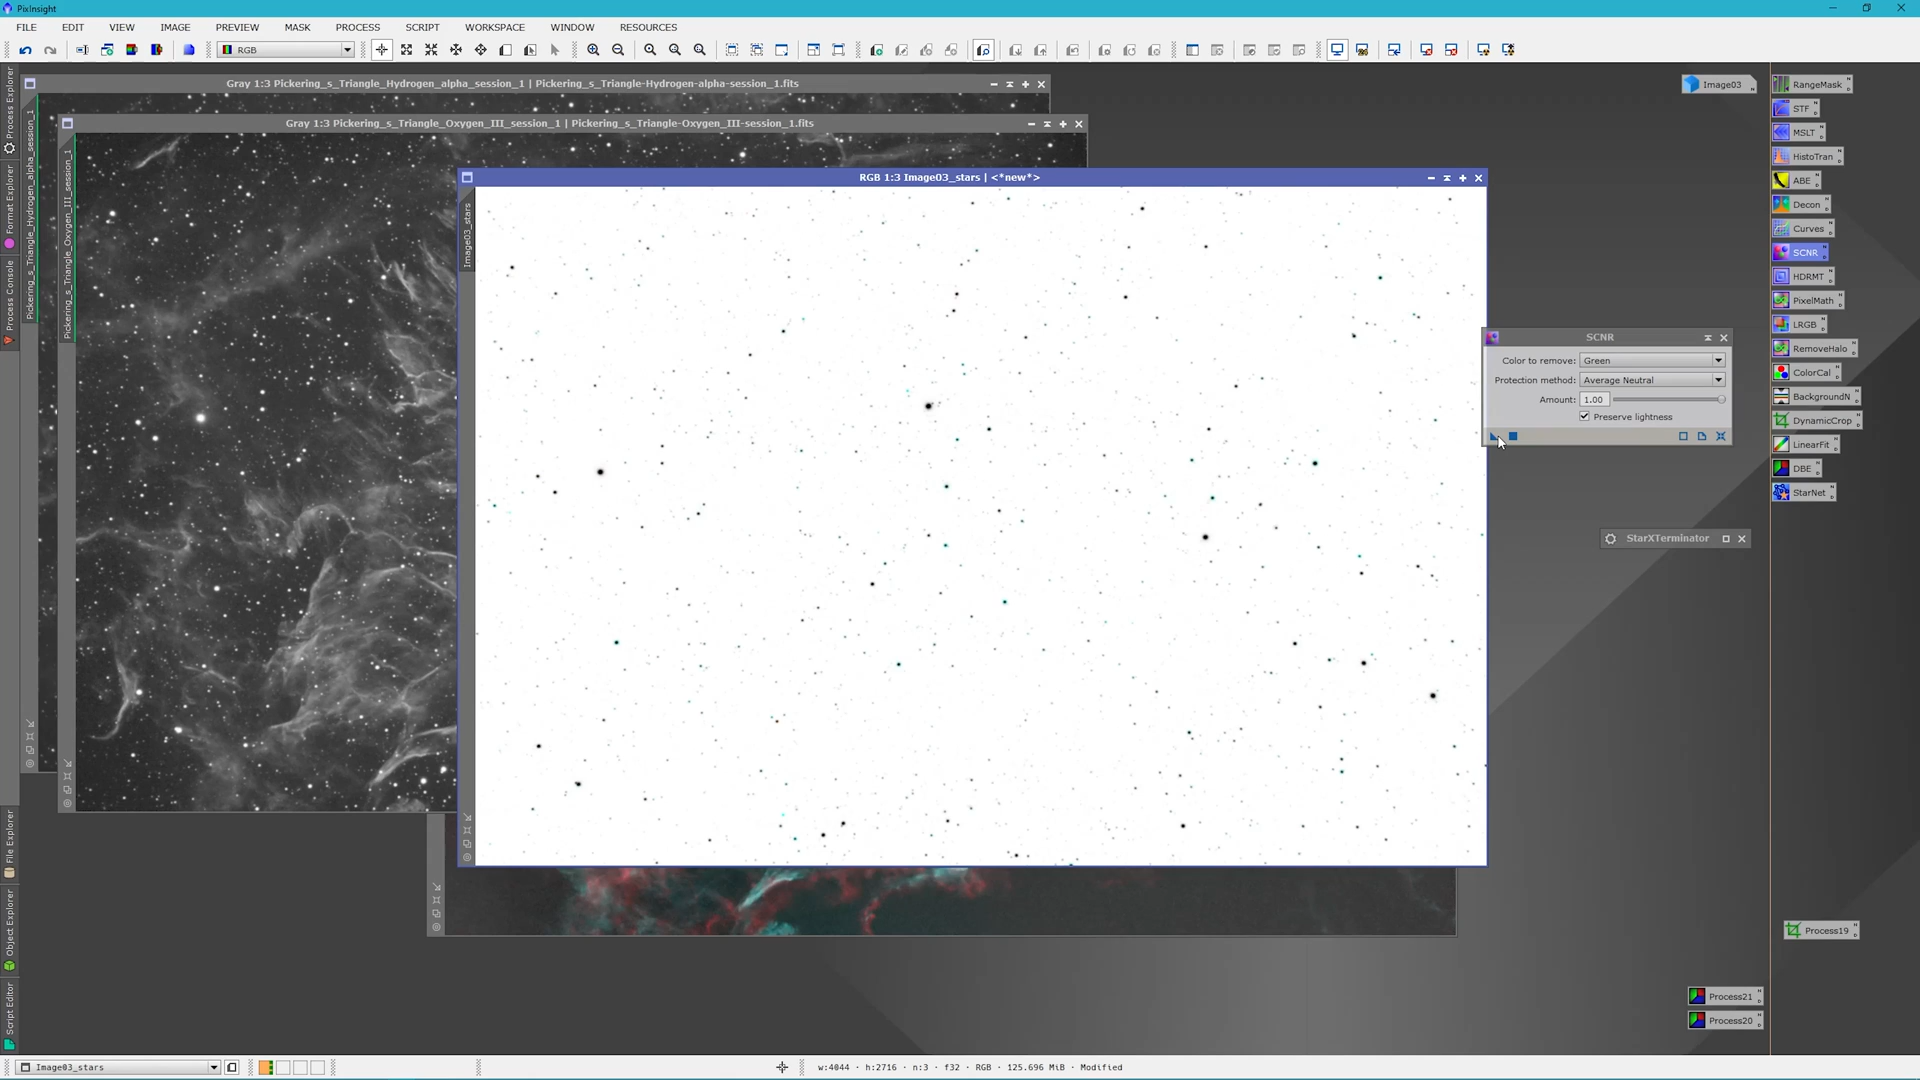 PixInsight
FILE EDIT VIEW IMAGE PREVIEW MASK PROCESS SCRIPT WORKSPACE WINDOW RESOURCES
RGB
Process Explorer
Format Explorer
Process Console
File Explorer
Object Explorer
Script Editor
Gray 1:3 Pickering_s_Triangle_Hydrogen_alpha_session_1 | Pickering_s_Triangle-Hydrogen-alpha-session_1.fits
Pickering_s_Triangle_Hydrogen_alpha_session_1
Gray 1:3 Pickering_s_Triangle_Oxygen_III_session_1 | Pickering_s_Triangle-Oxygen_III-session_1.fits
Pickering_s_Triangle_Oxygen_III_session_1
RGB 1:3 Image03_stars | <*new*>
Image03_stars
SCNR
Color to remove: Green
Protection method: Average Neutral
Amount: 1.00
Preserve lightness
StarXTerminator
Image03
RangeMask
STF
MSLT
HistoTran
ABE
Decon
Curves
SCNR
HDRMT
PixelMath
LRGB
RemoveHalo
ColorCal
BackgroundN
DynamicCrop
LinearFit
DBE
StarNet
Process19
Process21
Process20
Image03_stars
w:4044 · h:2716 · n:3 · f32 · RGB · 125.696 MiB · Modified